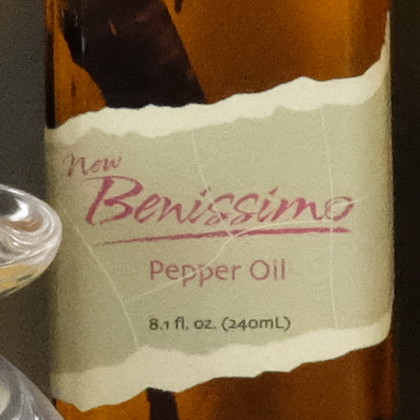 New
Benissimo
Pepper Oil
8.1 fl. oz. (240mL)